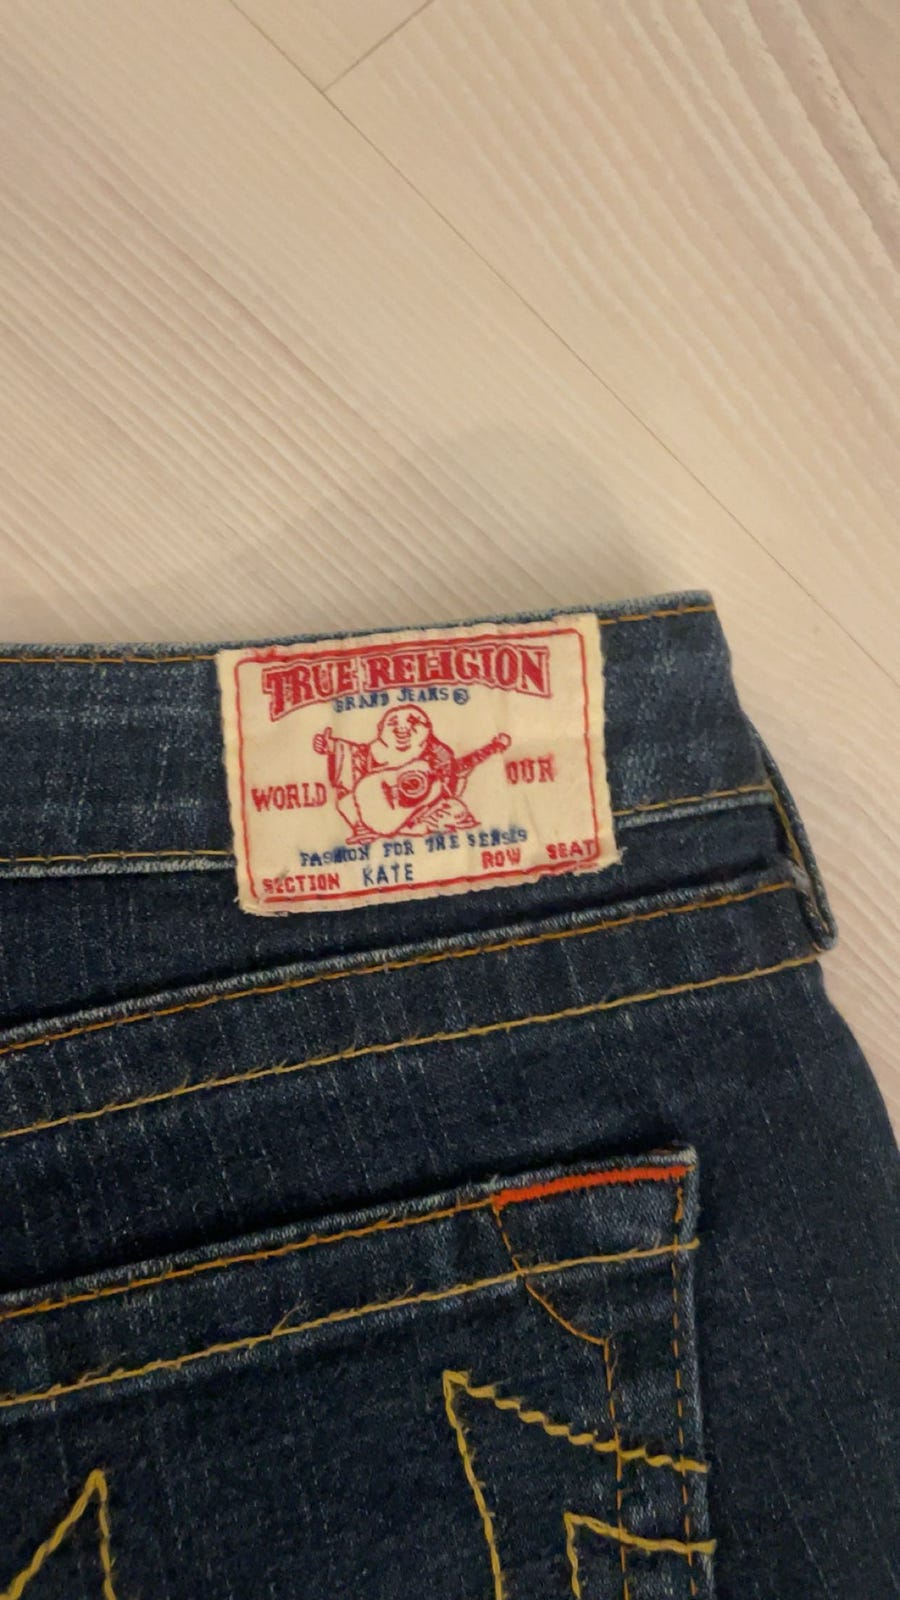 TRUE RELIGION
BRAND JEANS®
WORLD OUR
FASHION FOR THE SENSES
SECTION KATE ROW SEAT